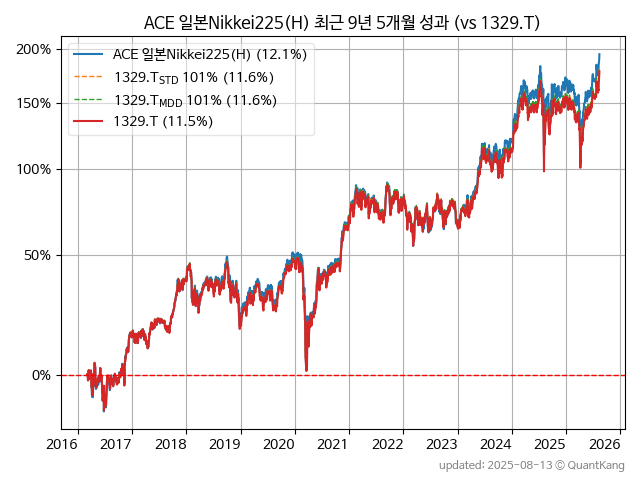 ACE 일본Nikkei225(H) 최근 9년 5개월 성과 (vs 1329.T)
200%
150%
100%
50%
0%
ACE 일본Nikkei225(H) (12.1%)
1329.T_STD 101% (11.6%)
1329.T_MDD 101% (11.6%)
1329.T (11.5%)
2016 2017 2018 2019 2020 2021 2022 2023 2024 2025 2026
updated: 2025-08-13 © QuantKang